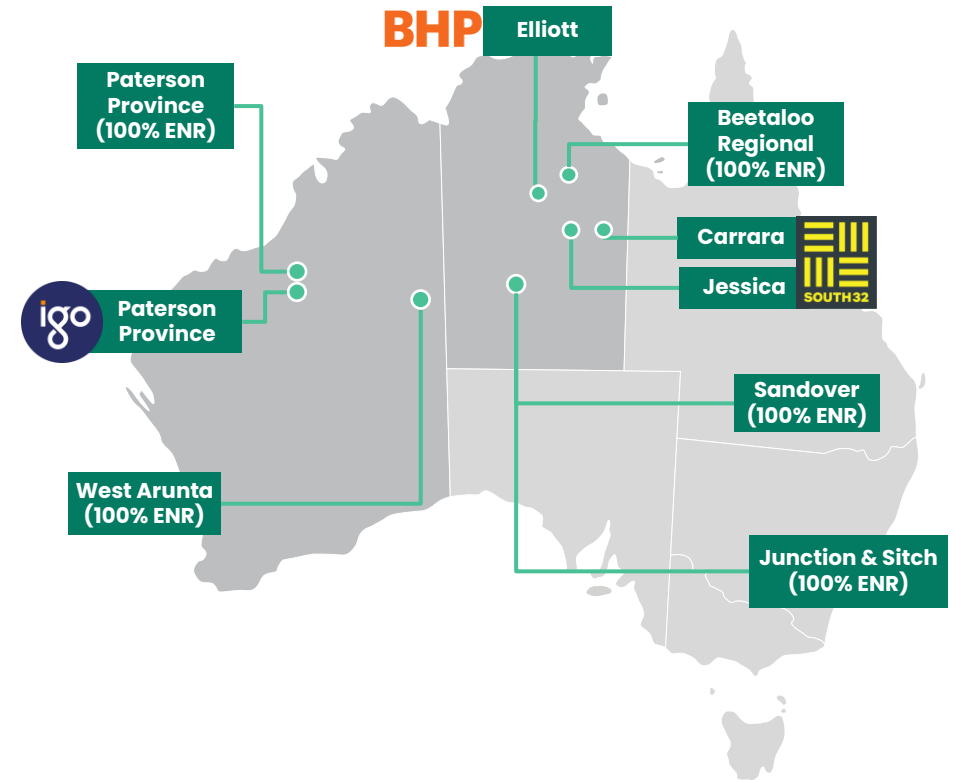 BHP
Elliott
Paterson
Province
(100% ENR)
Beetaloo
Regional
(100% ENR)
Carrara
Jessica
SOUTH32
igo
Paterson
Province
Sandover
(100% ENR)
West Arunta
(100% ENR)
Junction & Sitch
(100% ENR)